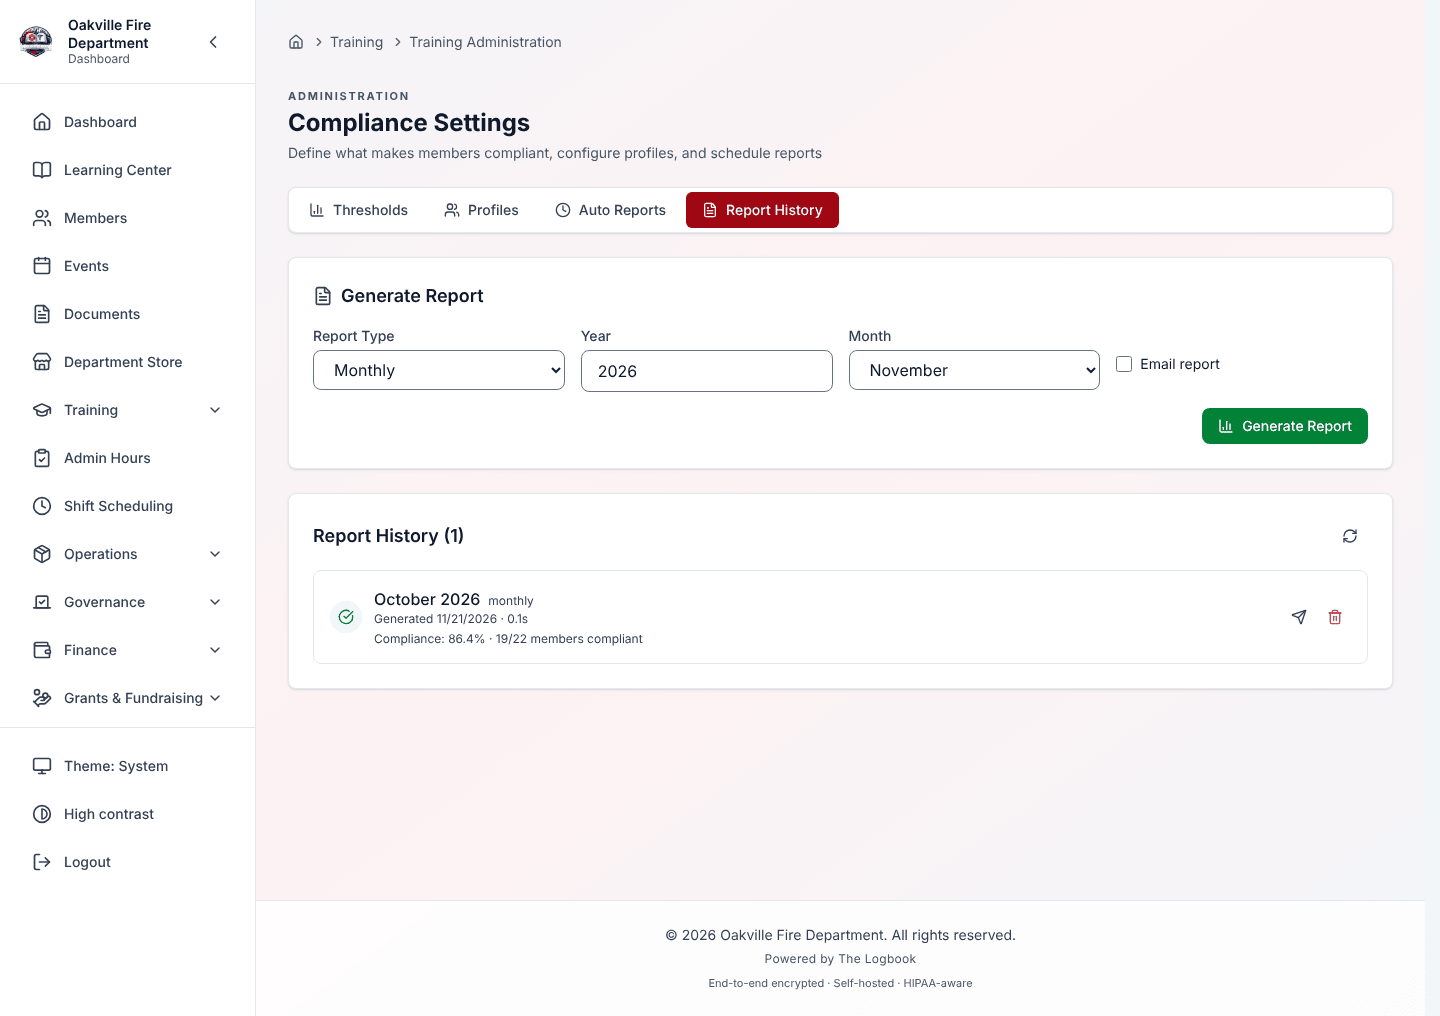 Oakville Fire
Department
Dashboard
Dashboard
Learning Center
Members
Events
Documents
Department Store
Training
Admin Hours
Shift Scheduling
Operations
Governance
Finance
Grants & Fundraising
Theme: System
High contrast
Logout
Training
Training Administration
ADMINISTRATION
Compliance Settings
Define what makes members compliant, configure profiles, and schedule reports
Thresholds
Profiles
Auto Reports
Report History
Generate Report
Report Type
Year
Month
Monthly
2026
November
Email report
Generate Report
Report History (1)
October 2026 monthly
Generated 11/21/2026 · 0.1s
Compliance: 86.4% · 19/22 members compliant
© 2026 Oakville Fire Department. All rights reserved.
Powered by The Logbook
End-to-end encrypted · Self-hosted · HIPAA-aware